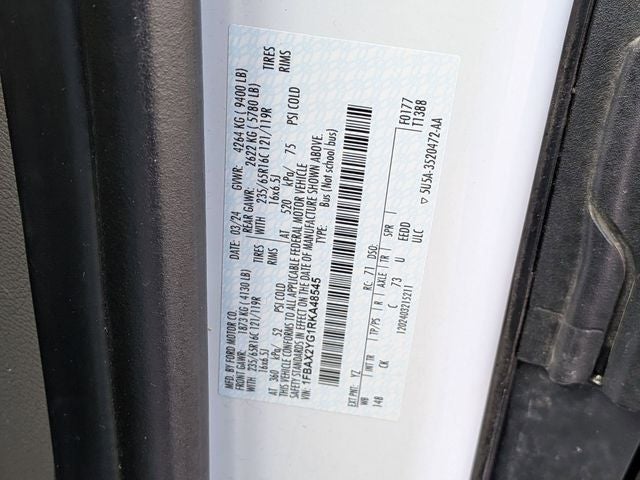 MFD. BY FORD MOTOR CO.
DATE: 03/24 GVWR: 4264 KG ( 9400 LB)
FRONT GAWR: 1873 KG ( 4130 LB) REAR GAWR: 2622 KG ( 5780 LB)
WITH 235/65R16C 121/119R TIRES WITH 235/65R16C 121/119R TIRES
16x6.5J RIMS 16x6.5J RIMS
AT 360 kPa/ 52 PSI COLD AT 520 kPa/ 75 PSI COLD
THIS VEHICLE CONFORMS TO ALL APPLICABLE FEDERAL MOTOR VEHICLE
SAFETY STANDARDS IN EFFECT ON THE DATE OF MANUFACTURE SHOWN ABOVE.
VIN: 1FBAX2YG1RKA48545 TYPE: Bus (Not school bus)
EXT PNT: YZ RC: 71 DSO: F0177
WB INT TR TP/PS R AXLE TR SPR TT388
148 CK C 73 U EEDD
ULC
1202403215211 ▽ 5U5A-3520472-AA